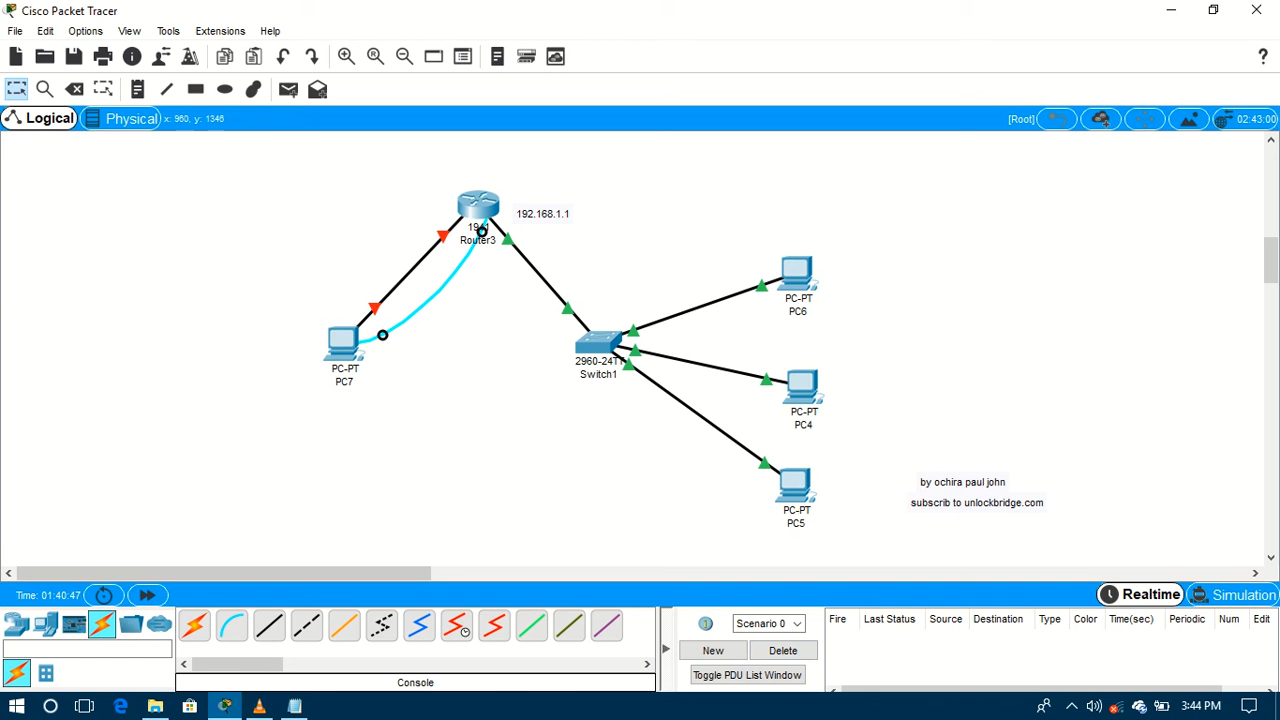 Cisco Packet Tracer
File Edit Options View Tools Extensions Help
Logical Physical x: 960, y: 1346 [Root] 02:43:00
192.168.1.1
Router3
PC-PT
PC6
PC-PT
PC7
Switch1
PC-PT
PC4
by ochira paul john
subscrib to unlockbridge.com
PC-PT
PC5
Time: 01:40:47 Realtime Simulation
Scenario 0 Fire Last Status Source Destination Type Color Time(sec) Periodic Num Edit
New Delete
Toggle PDU List Window
Console
3:44 PM